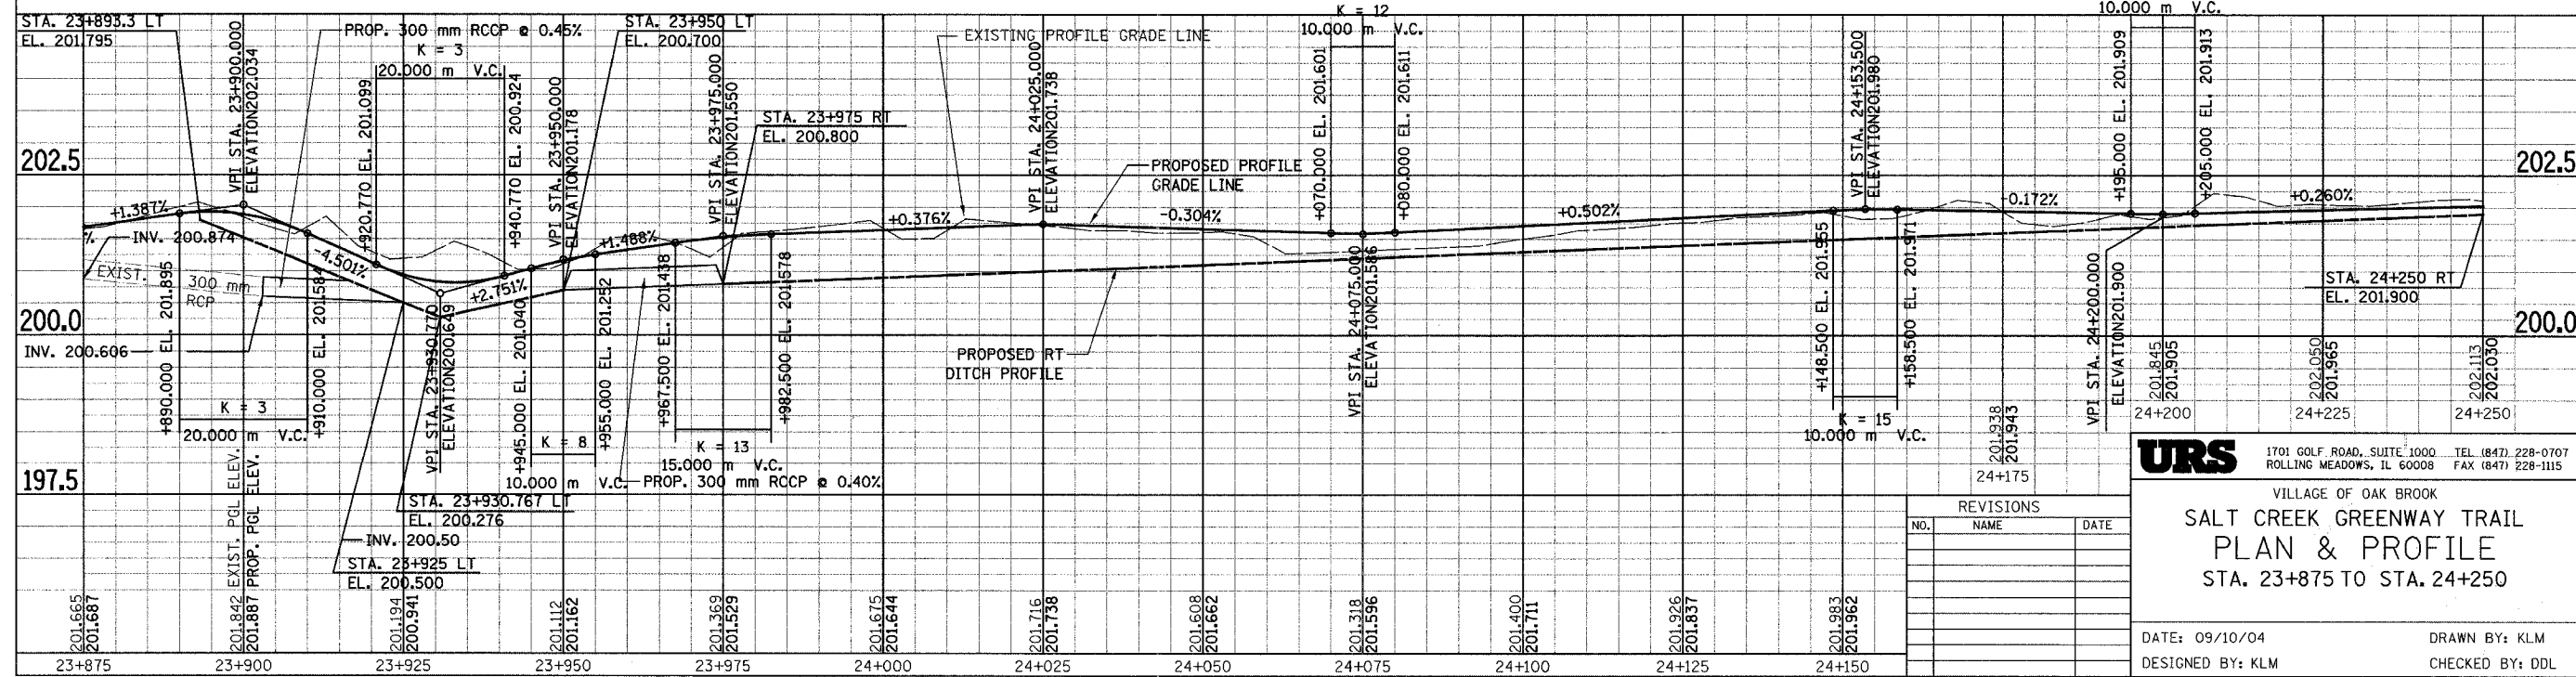 STA. 23+893.3 LT
EL. 201.795
VPI STA. 23+900.000
ELEVATION202.034
PROP. 300 mm RCCP @ 0.45%
K = 3
20.000 m V.C.
+920.770 EL. 201.099
+940.770 EL. 200.924
STA. 23+950 LT
EL. 200.700
VPI STA. 23+950.000
ELEVATION201.178
VPI STA. 23+975.000
ELEVATION201.550
STA. 23+975 RT
EL. 200.800
EXISTING PROFILE GRADE LINE
VPI STA. 24+025.000
ELEVATION201.738
PROPOSED PROFILE
GRADE LINE
K = 12
10.000 m V.C.
+070.000 EL. 201.601
+080.000 EL. 201.611
VPI STA. 24+153.500
ELEVATION201.980
10.000 m V.C.
+195.000 EL. 201.909
+205.000 EL. 201.913
202.5
202.5
+1.387%
-4.501%
+2.751%
+1.488%
+0.376%
-0.304%
+0.502%
-0.172%
+0.260%
%
INV. 200.874
EXIST. 300 mm
RCP
200.0
200.0
INV. 200.606
+890.000 EL. 201.895
K = 3
20.000 m V.C.
+910.000 EL. 201.584
VPI STA. 23+930.770
ELEVATION200.649
+945.000 EL. 201.040
K = 8
10.000 m V.C.
+955.000 EL. 201.252
+967.500 EL. 201.438
K = 13
15.000 m V.C.
+982.500 EL. 201.578
PROP. 300 mm RCCP @ 0.40%
PROPOSED RT
DITCH PROFILE
VPI STA. 24+075.000
ELEVATION201.586
+148.500 EL. 201.955
K = 15
10.000 m V.C.
+158.500 EL. 201.971
VPI STA. 24+200.000
ELEVATION201.900
STA. 24+250 RT
EL. 201.900
197.5
STA. 23+930.767 LT
EL. 200.276
INV. 200.50
STA. 23+925 LT
EL. 200.500
EXIST. PGL ELEV.
PROP. PGL ELEV.
201.665
201.687
201.842
201.887
201.194
200.941
201.112
201.162
201.369
201.529
201.675
201.644
201.716
201.738
201.608
201.662
201.318
201.596
201.400
201.711
201.926
201.837
201.983
201.962
201.938
201.943
201.845
201.905
202.050
201.965
202.113
202.030
23+875
23+900
23+925
23+950
23+975
24+000
24+025
24+050
24+075
24+100
24+125
24+150
24+175
24+200
24+225
24+250
REVISIONS
NO. NAME DATE
URS
1701 GOLF ROAD, SUITE 1000 TEL (847) 228-0707
ROLLING MEADOWS, IL 60008 FAX (847) 228-1115
VILLAGE OF OAK BROOK
SALT CREEK GREENWAY TRAIL
PLAN & PROFILE
STA. 23+875 TO STA. 24+250
DATE: 09/10/04 DRAWN BY: KLM
DESIGNED BY: KLM CHECKED BY: DDL